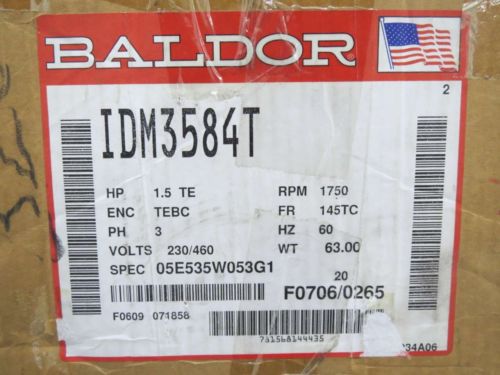 BALDOR
2
IDM3584T
HP 1.5 TE RPM 1750
ENC TEBC FR 145TC
PH 3 HZ 60
VOLTS 230/460 WT 63.00
SPEC 05E535W053G1 20
F0706/0265
F0609 071858
781568144435
34A06